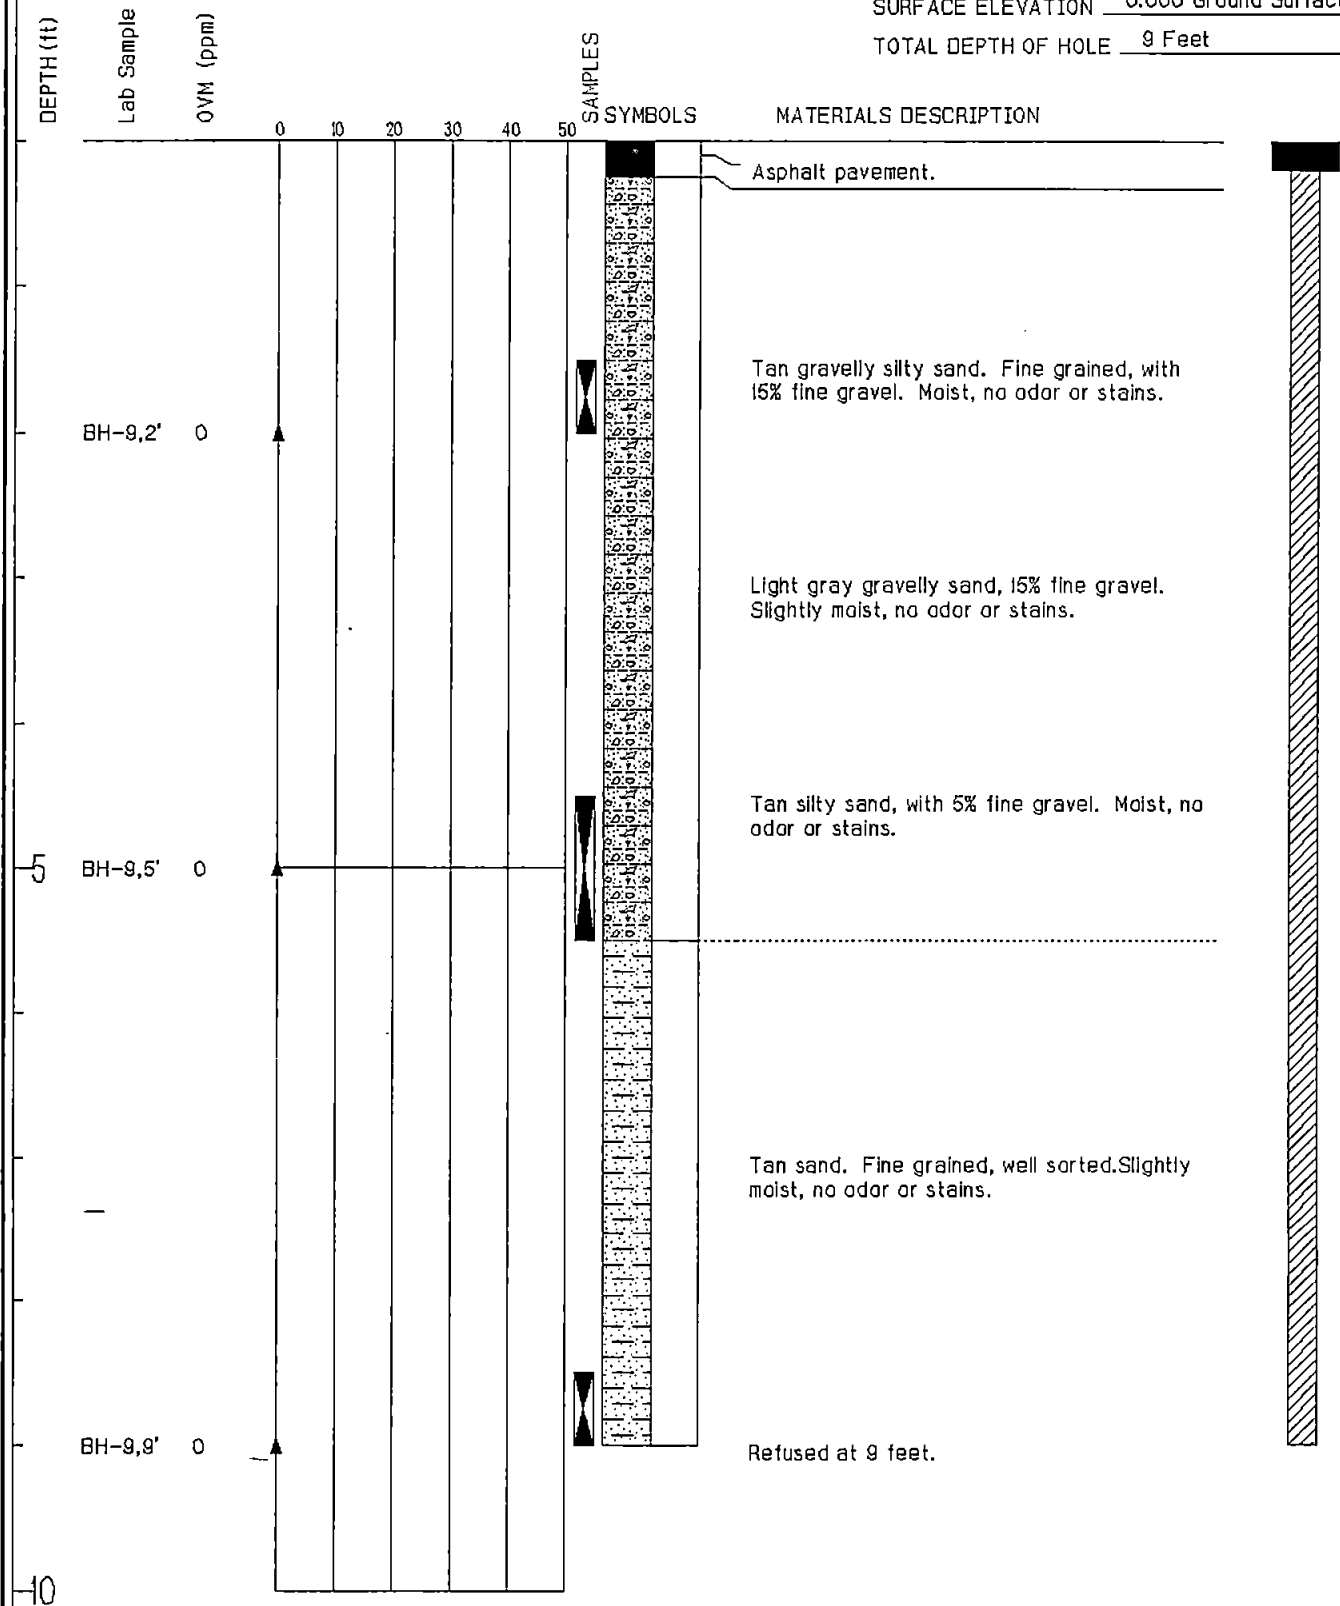 SURFACE ELEVATION 0.000 Ground Surfac
TOTAL DEPTH OF HOLE 9 Feet
DEPTH (ft) Lab Sample OVM (ppm) SAMPLES SYMBOLS MATERIALS DESCRIPTION
0 10 20 30 40 50
Asphalt pavement.
Tan gravelly silty sand. Fine grained, with
15% fine gravel. Moist, no odor or stains.
BH-9,2' 0
Light gray gravelly sand, 15% fine gravel.
Slightly moist, no odor or stains.
Tan silty sand, with 5% fine gravel. Moist, no
odor or stains.
5 BH-9,5' 0
Tan sand. Fine grained, well sorted.Slightly
moist, no odor or stains.
BH-9,9' 0 Refused at 9 feet.
10